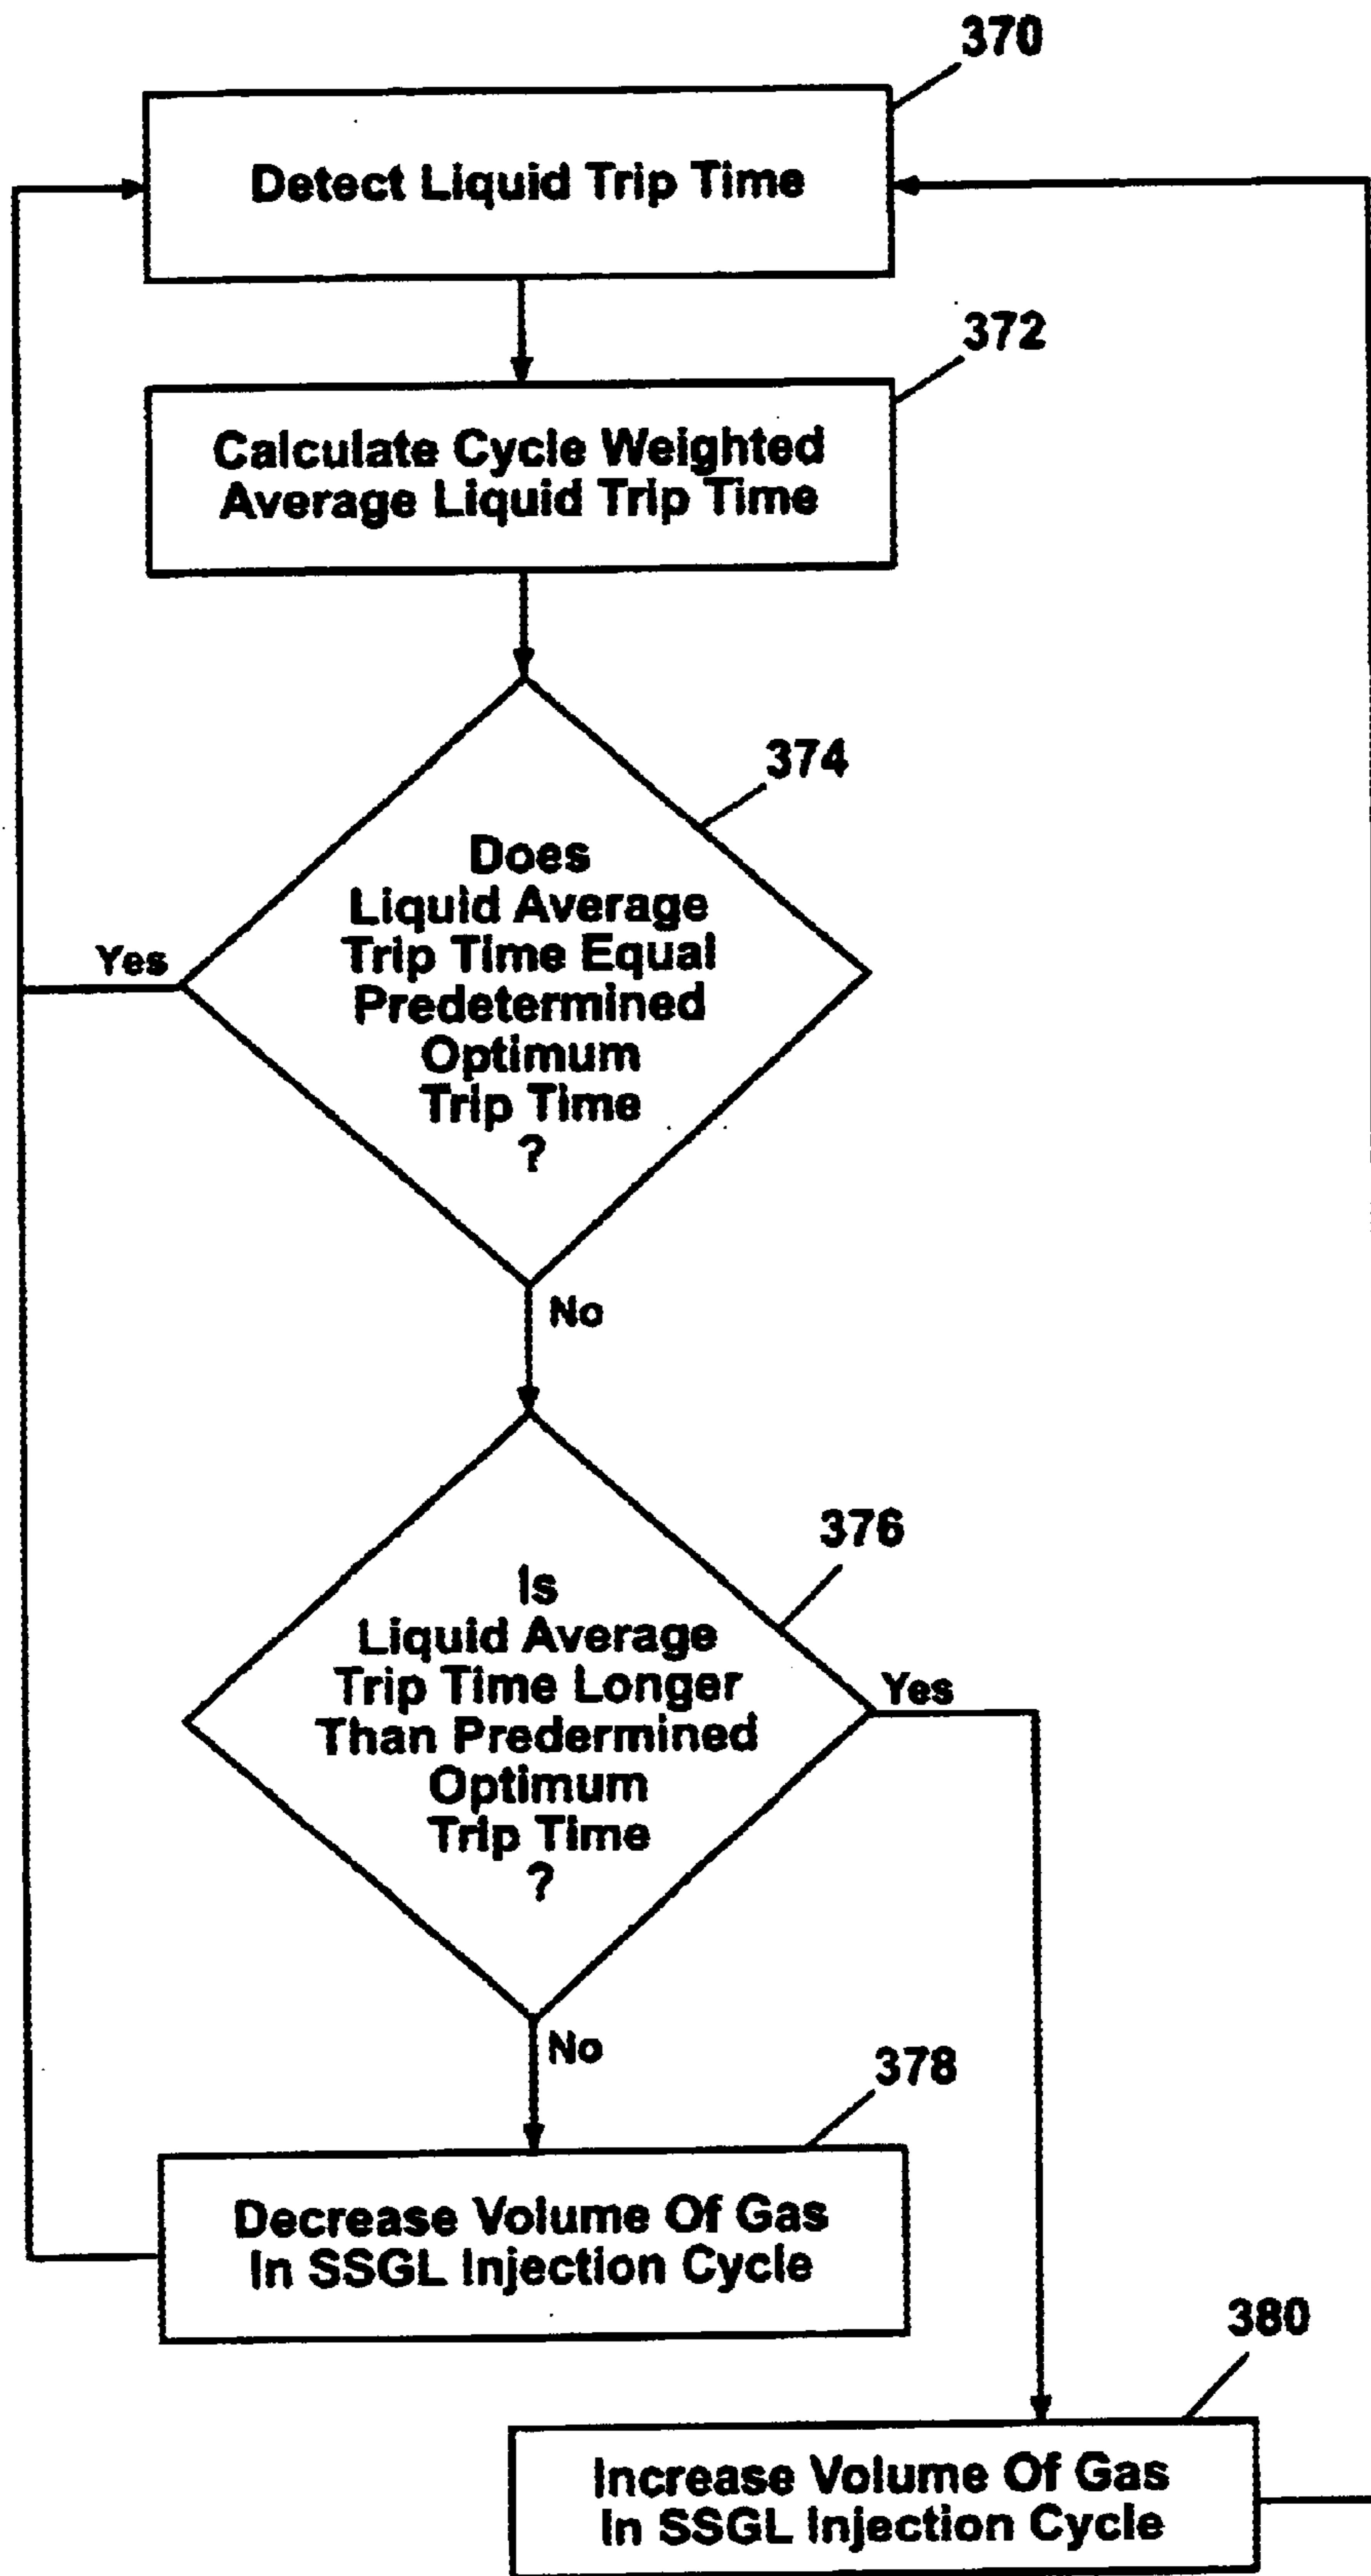 370
Detect Liquid Trip Time
372
Calculate Cycle Weighted
Average Liquid Trip Time
374
Does
Liquid Average
Trip Time Equal
Predetermined
Optimum
Trip Time
?
Yes
No
376
Is
Liquid Average
Trip Time Longer
Than Predermined
Optimum
Trip Time
?
Yes
No
378
Decrease Volume Of Gas
In SSGL Injection Cycle
380
Increase Volume Of Gas
In SSGL Injection Cycle